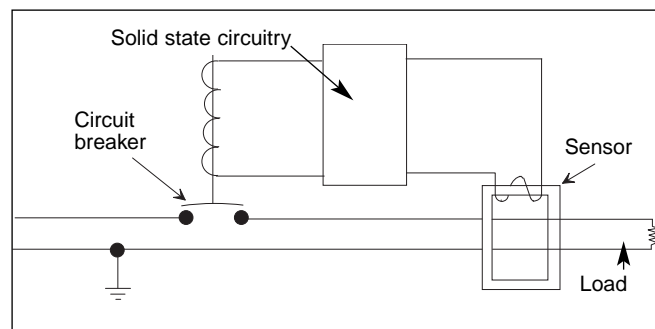 Solid state circuitry
Circuit
breaker
Sensor
Load